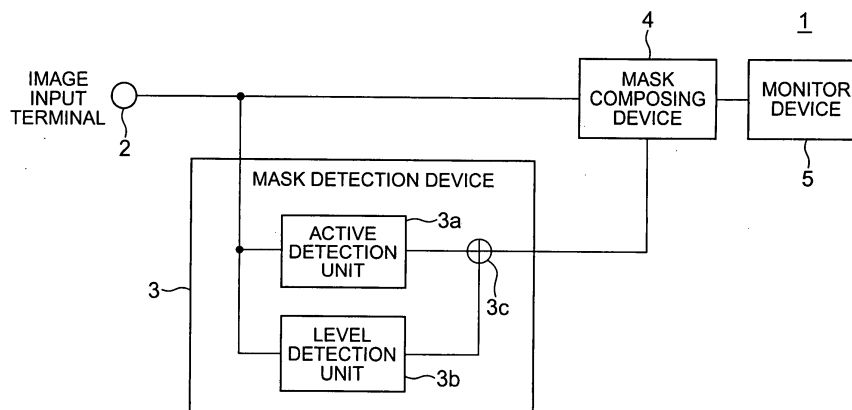 1
4
IMAGE
INPUT
TERMINAL
2
MASK
COMPOSING
DEVICE
MONITOR
DEVICE
5
MASK DETECTION DEVICE
3a
ACTIVE
DETECTION
UNIT
3c
3
LEVEL
DETECTION
UNIT
3b